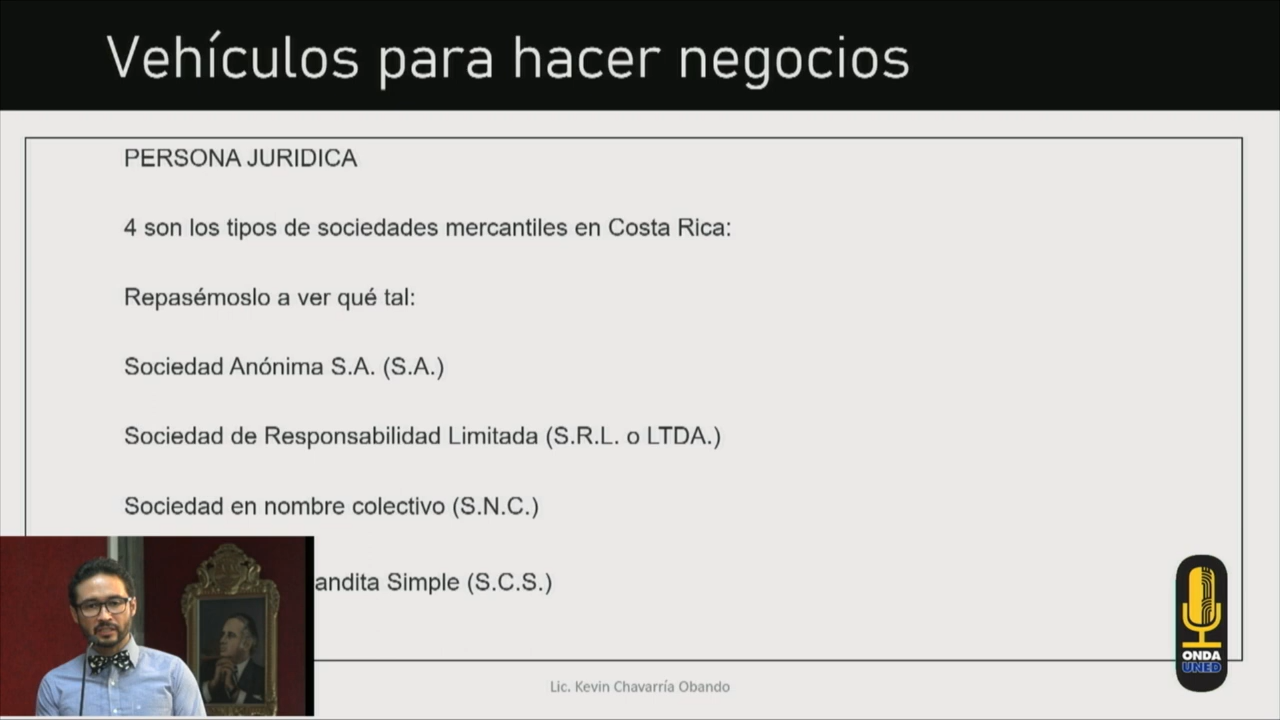 Vehículos para hacer negocios
PERSONA JURIDICA
4 son los tipos de sociedades mercantiles en Costa Rica:
Repasémoslo a ver qué tal:
Sociedad Anónima S.A. (S.A.)
Sociedad de Responsabilidad Limitada (S.R.L. o LTDA.)
Sociedad en nombre colectivo (S.N.C.)
andita Simple (S.C.S.)
Lic. Kevin Chavarría Obando
ONDA
UNED